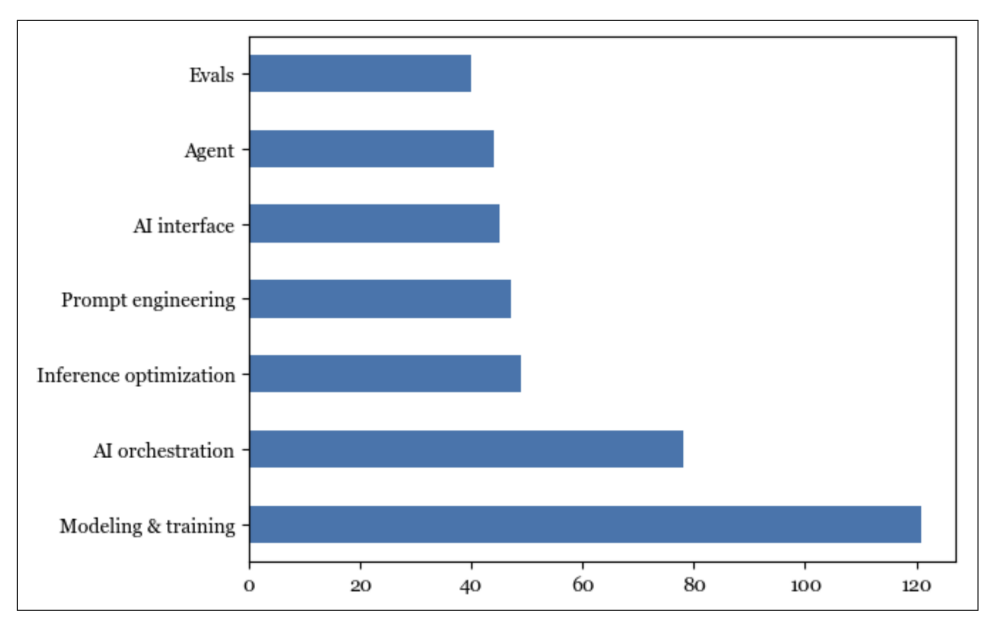 Evals
Agent
AI interface
Prompt engineering
Inference optimization
AI orchestration
Modeling & training
0 20 40 60 80 100 120